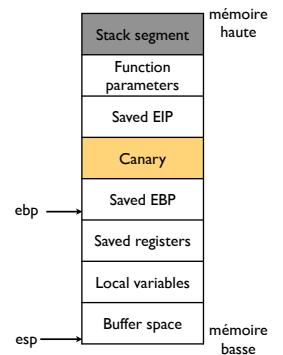 mémoire
haute
Stack segment
Function
parameters
Saved EIP
Canary
Saved EBP
ebp
Saved registers
Local variables
Buffer space
esp
mémoire
basse